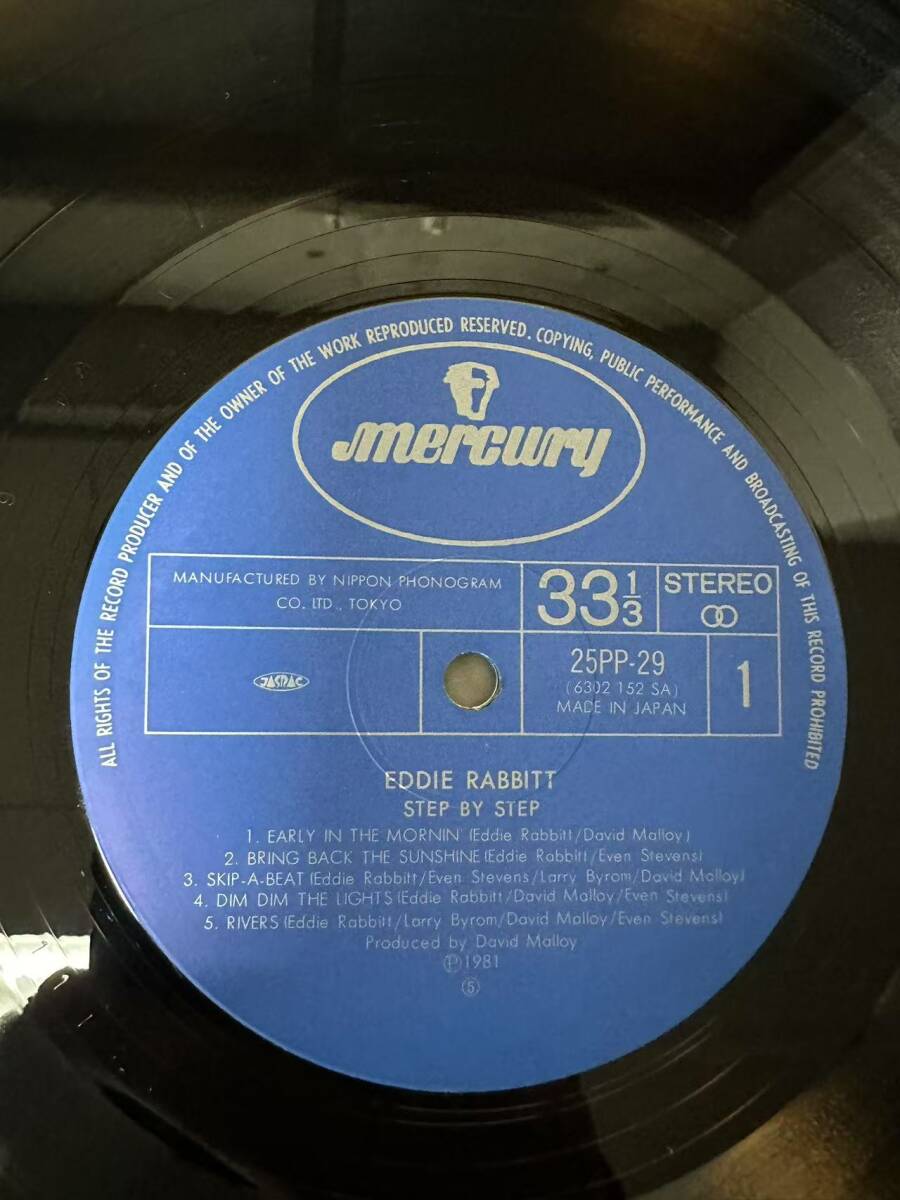 ALL RIGHTS OF THE RECORD PRODUCER AND OF THE OWNER OF THE WORK REPRODUCED RESERVED. COPYING, PUBLIC PERFORMANCE AND BROADCASTING OF THIS RECORD PROHIBITED
mercury
MANUFACTURED BY NIPPON PHONOGRAM
CO. LTD., TOKYO
33 1/3
STEREO
JASRAC
25PP-29
(6302 152 SA)
MADE IN JAPAN
1
EDDIE RABBITT
STEP BY STEP
1. EARLY IN THE MORNIN (Eddie Rabbitt/David Malloy)
2. BRING BACK THE SUNSHINE (Eddie Rabbitt/Even Stevens)
3. SKIP-A-BEAT (Eddie Rabbitt/Even Stevens/Larry Byrom/David Malloy)
4. DIM DIM THE LIGHTS (Eddie Rabbitt/David Malloy/Even Stevens)
5. RIVERS (Eddie Rabbitt/Larry Byrom/David Malloy/Even Stevens)
Produced by David Malloy
℗1981
⑤